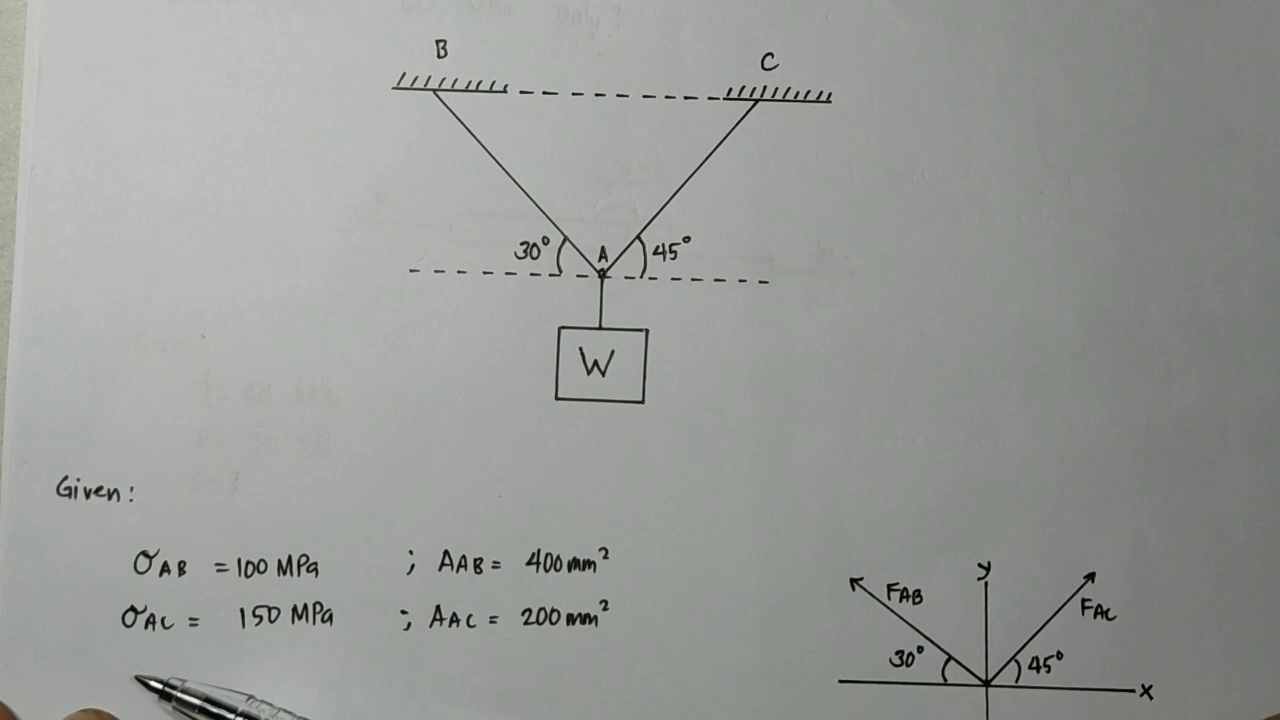 B
C
30° A 45°
W
Given:
σAB = 100 MPa ; AAB = 400 mm²
σAC = 150 MPa ; AAC = 200 mm²
y
FAB
FAC
30° 45°
x